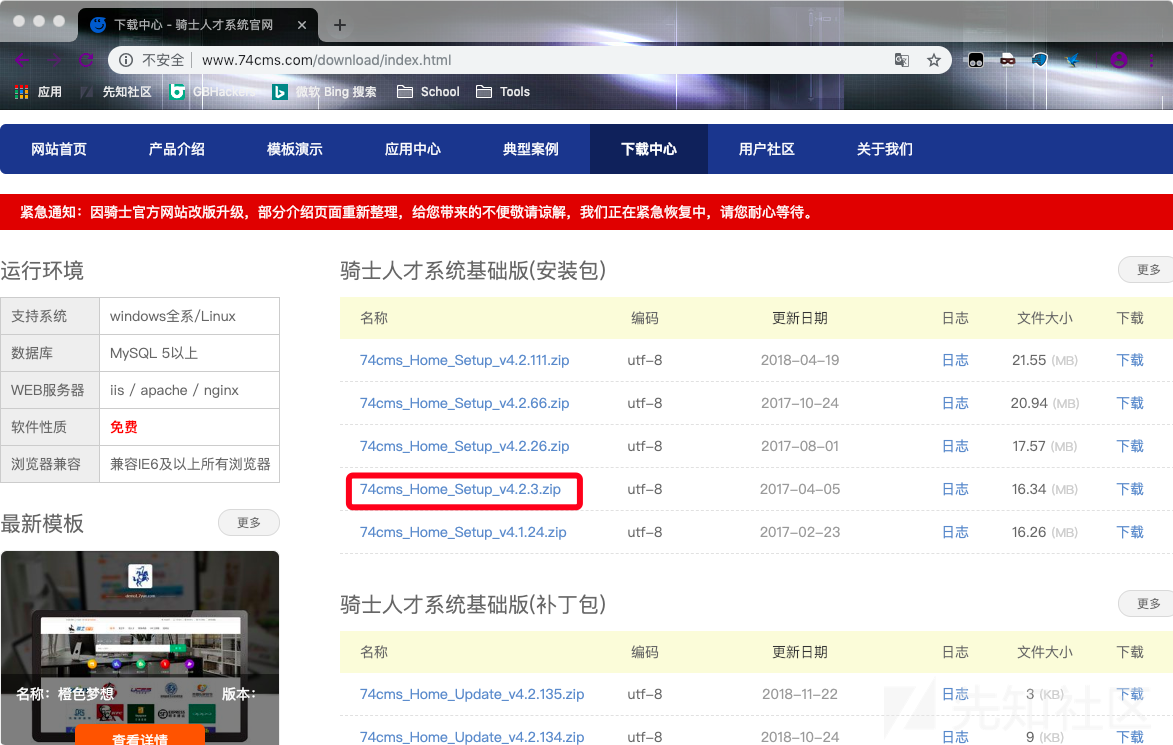 下载中心 - 骑士人才系统官网
不安全 www.74cms.com/download/index.html
应用 先知社区 GBHackers 微软 Bing 搜索 School Tools
网站首页 产品介绍 模板演示 应用中心 典型案例 下载中心 用户社区 关于我们
紧急通知：因骑士官方网站改版升级，部分介绍页面重新整理，给您带来的不便敬请谅解，我们正在紧急恢复中，请您耐心等待。
运行环境
支持系统 windows全系/Linux
数据库 MySQL 5以上
WEB服务器 iis / apache / nginx
软件性质 免费
浏览器兼容 兼容IE6及以上所有浏览器
最新模板 更多
名称：橙色梦想 版本：
查看详情
骑士人才系统基础版(安装包) 更多
名称 编码 更新日期 日志 文件大小 下载
74cms_Home_Setup_v4.2.111.zip utf-8 2018-04-19 日志 21.55 (MB) 下载
74cms_Home_Setup_v4.2.66.zip utf-8 2017-10-24 日志 20.94 (MB) 下载
74cms_Home_Setup_v4.2.26.zip utf-8 2017-08-01 日志 17.57 (MB) 下载
74cms_Home_Setup_v4.2.3.zip utf-8 2017-04-05 日志 16.34 (MB) 下载
74cms_Home_Setup_v4.1.24.zip utf-8 2017-02-23 日志 16.26 (MB) 下载
骑士人才系统基础版(补丁包) 更多
名称 编码 更新日期 日志 文件大小 下载
74cms_Home_Update_v4.2.135.zip utf-8 2018-11-22 日志 3 (KB) 下载
74cms_Home_Update_v4.2.134.zip utf-8 2018-10-24 日志 9 (KB) 下载
先知社区